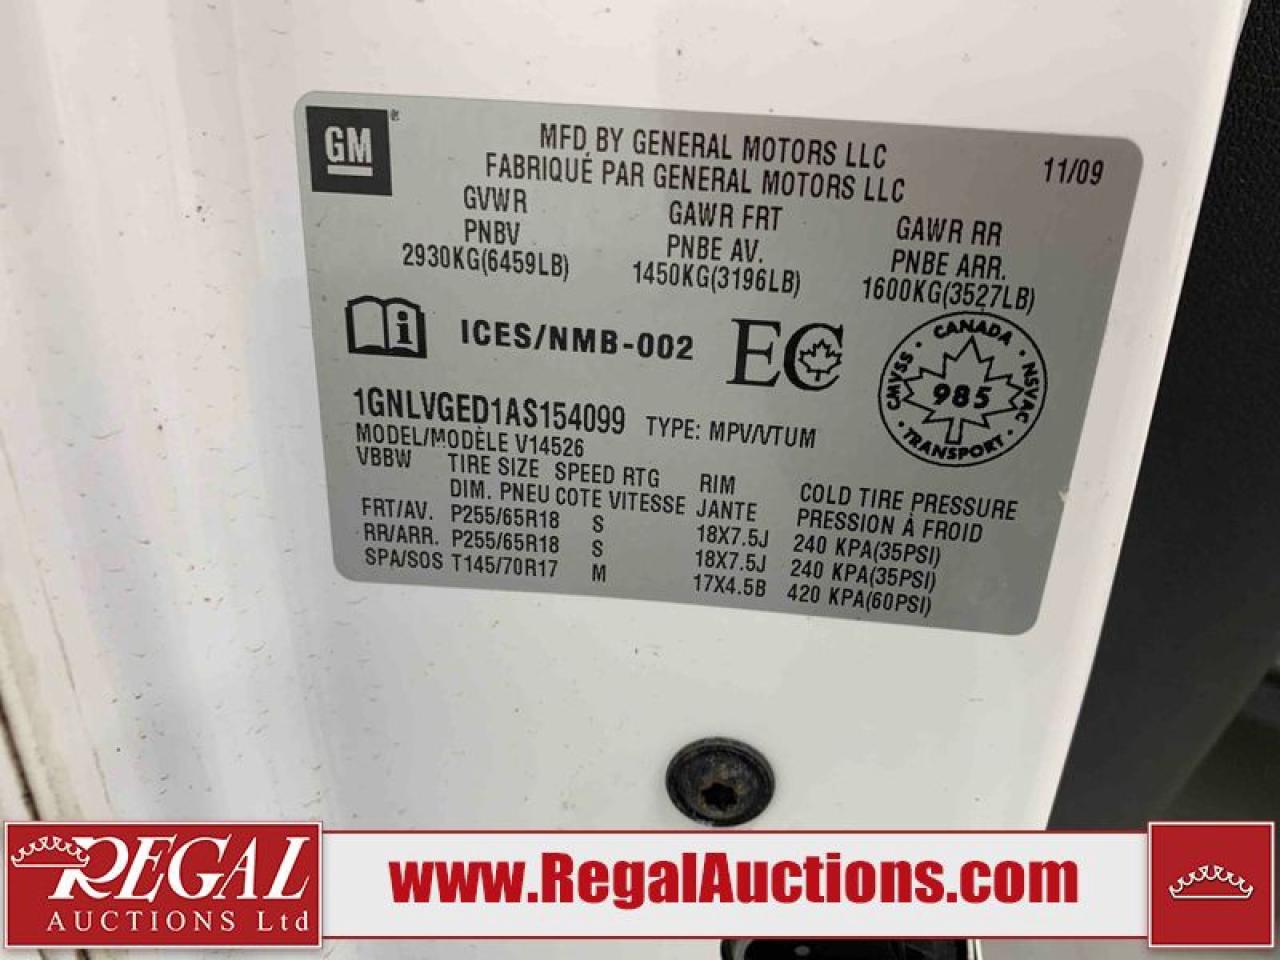 GM
MFD BY GENERAL MOTORS LLC
FABRIQUÉ PAR GENERAL MOTORS LLC
11/09
GVWR GAWR FRT GAWR RR
PNBV PNBE AV. PNBE ARR.
2930KG(6459LB) 1450KG(3196LB) 1600KG(3527LB)
i ICES/NMB-002 EC
CANADA
CMVSS 985 NSVAC
TRANSPORT
1GNLVGED1AS154099 TYPE: MPV/VTUM
MODEL/MODÈLE V14526
VBBW TIRE SIZE SPEED RTG RIM COLD TIRE PRESSURE
DIM. PNEU COTE VITESSE JANTE PRESSION À FROID
FRT/AV. P255/65R18 S 18X7.5J 240 KPA(35PSI)
RR/ARR. P255/65R18 S 18X7.5J 240 KPA(35PSI)
SPA/SOS T145/70R17 M 17X4.5B 420 KPA(60PSI)
REGAL
AUCTIONS Ltd
www.RegalAuctions.com